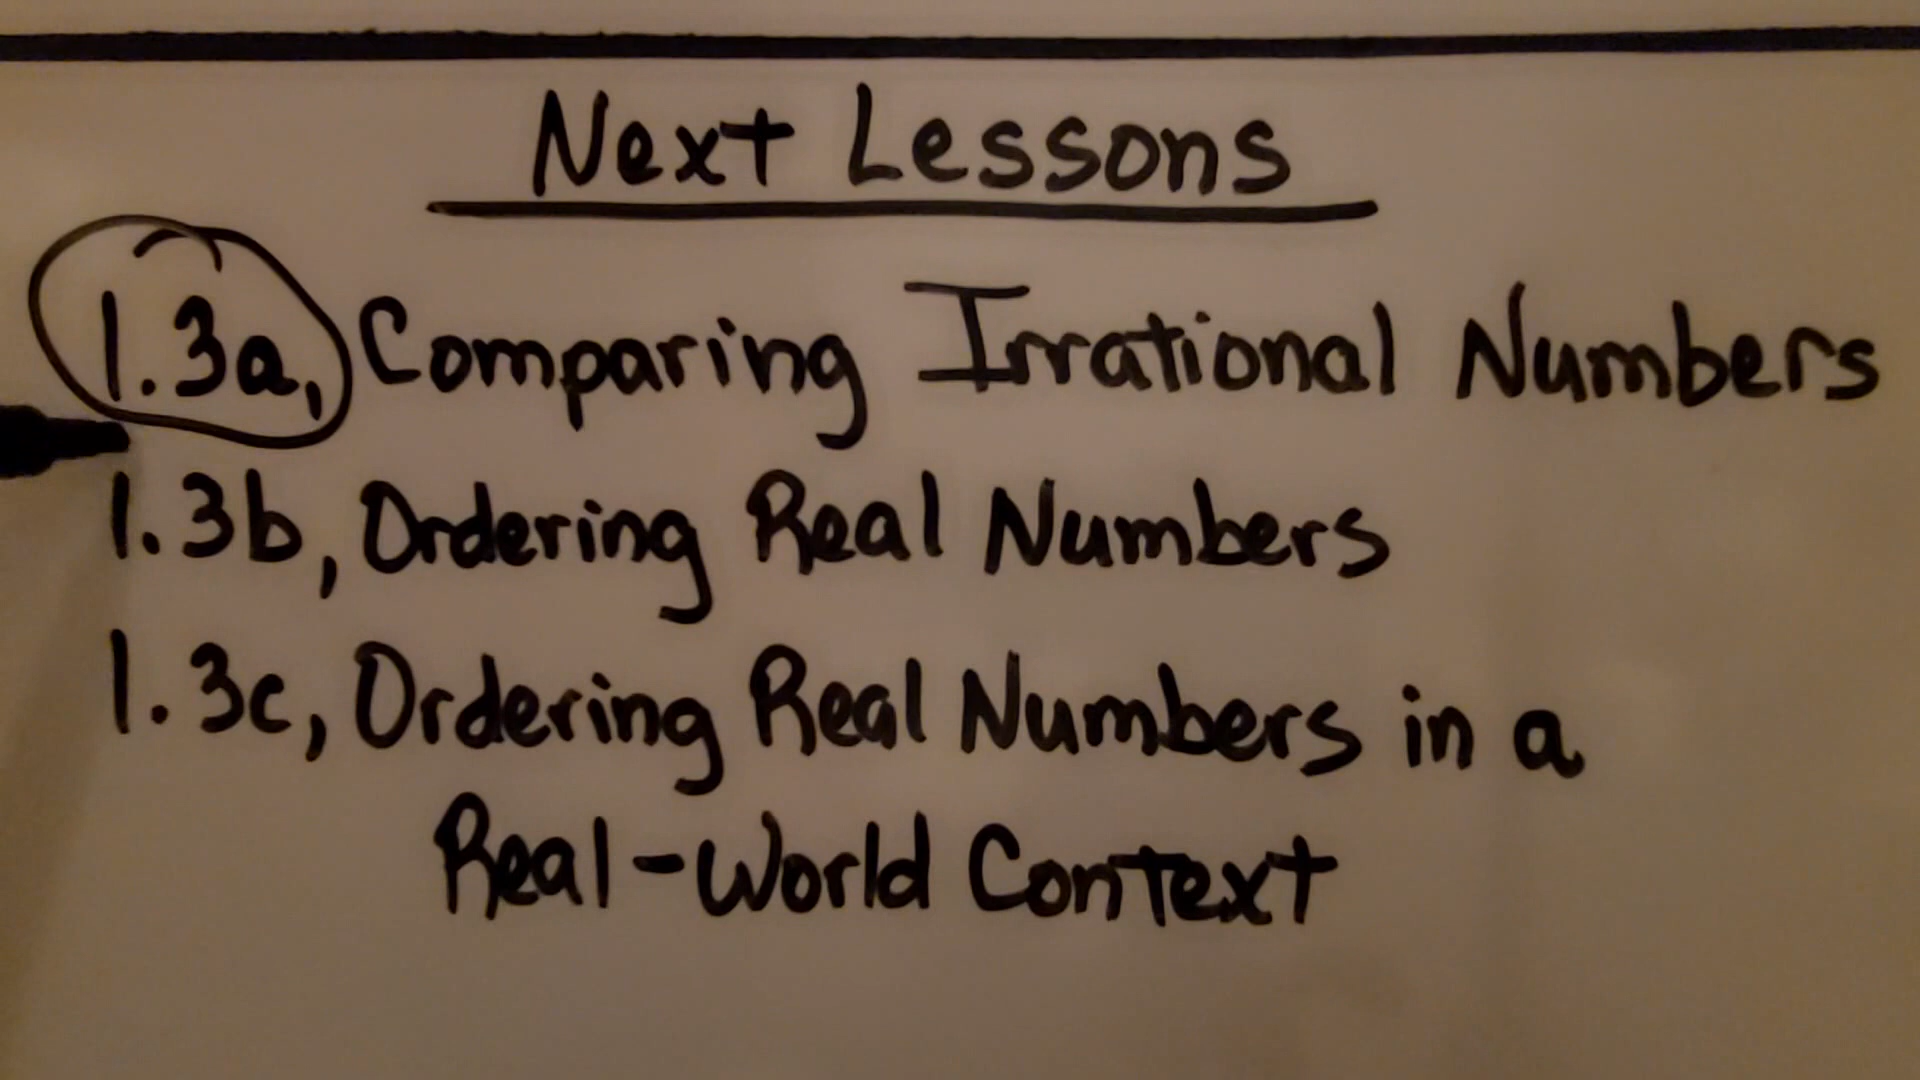 Next Lessons
1.3a, Comparing Irrational Numbers
1.3b, Ordering Real Numbers
1.3c, Ordering Real Numbers in a
Real-World Context